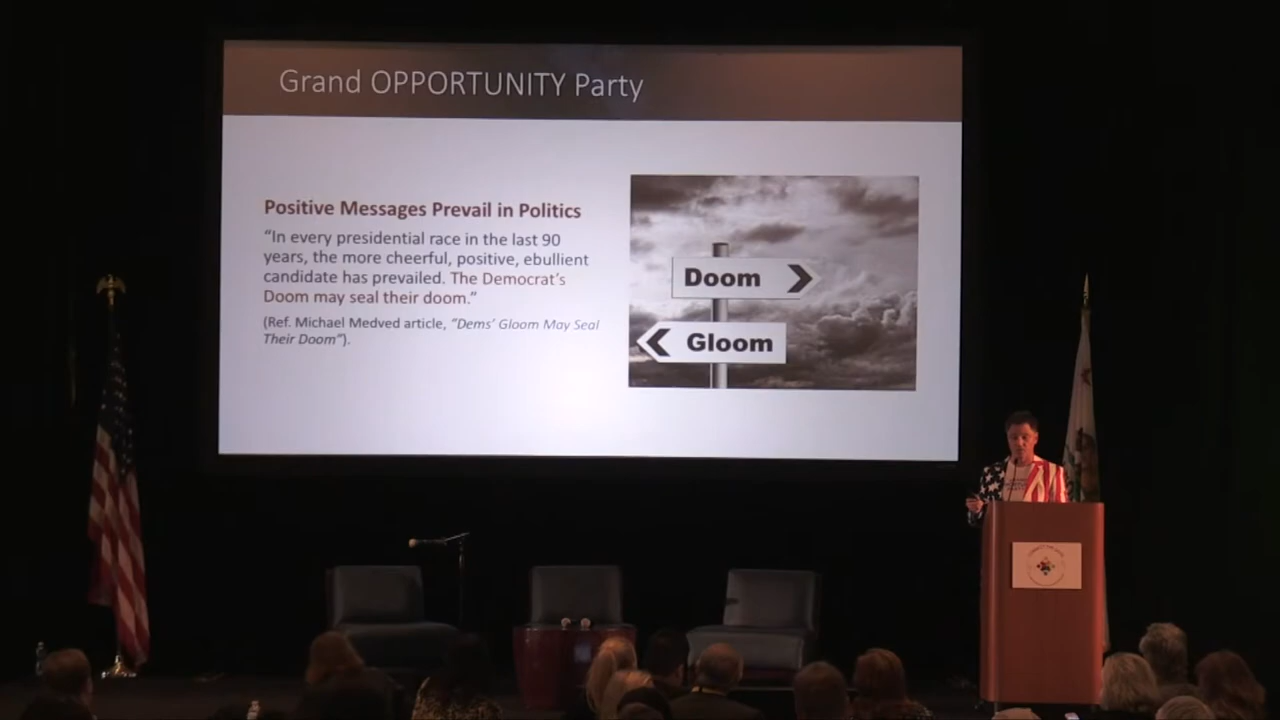 Grand OPPORTUNITY Party
Positive Messages Prevail in Politics
“In every presidential race in the last 90
years, the more cheerful, positive, ebullient
candidate has prevailed. The Democrat’s
Doom may seal their doom.”
(Ref. Michael Medved article, “Dems’ Gloom May Seal
Their Doom”).
Doom
Gloom